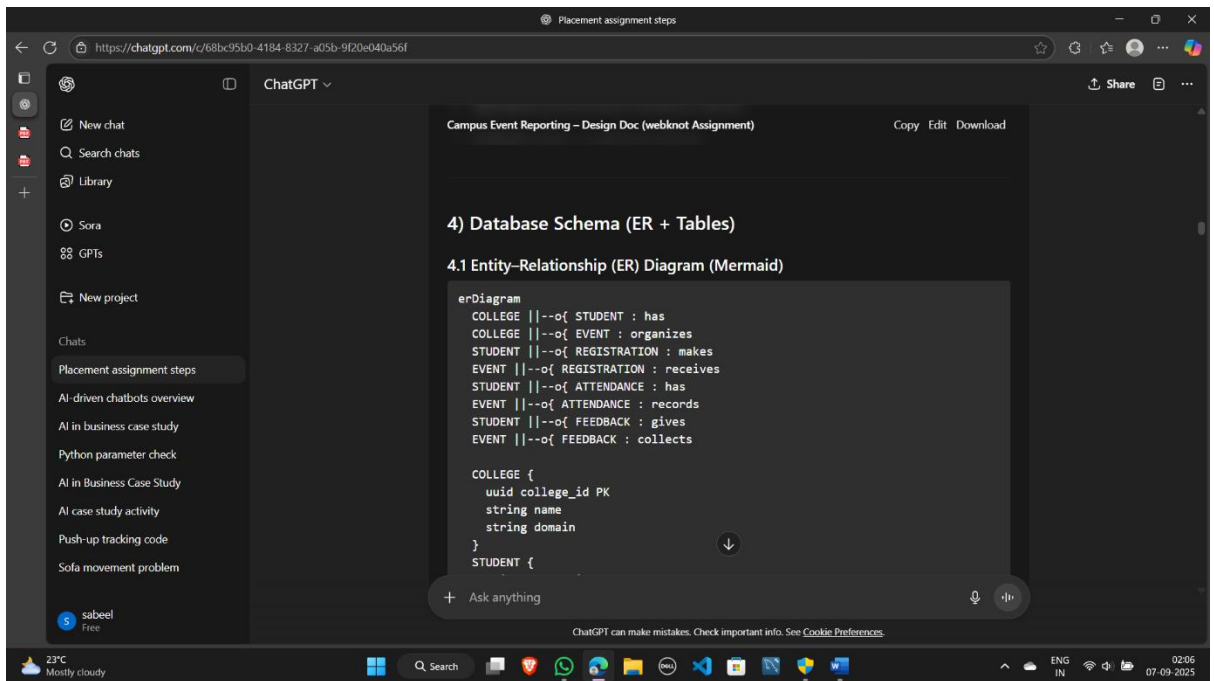 Placement assignment steps
https://chatgpt.com/c/68bc95b0-4184-8327-a05b-9f20e040a56f
ChatGPT
Share
New chat
Search chats
Library
Sora
GPTs
New project
Chats
Placement assignment steps
AI-driven chatbots overview
AI in business case study
Python parameter check
AI in Business Case Study
AI case study activity
Push-up tracking code
Sofa movement problem
S
sabeel
Free
Campus Event Reporting – Design Doc (webknot Assignment)
Copy Edit Download
4) Database Schema (ER + Tables)
4.1 Entity–Relationship (ER) Diagram (Mermaid)
erDiagram
COLLEGE ||--o{ STUDENT : has
COLLEGE ||--o{ EVENT : organizes
STUDENT ||--o{ REGISTRATION : makes
EVENT ||--o{ REGISTRATION : receives
STUDENT ||--o{ ATTENDANCE : has
EVENT ||--o{ ATTENDANCE : records
STUDENT ||--o{ FEEDBACK : gives
EVENT ||--o{ FEEDBACK : collects
COLLEGE {
uuid college_id PK
string name
string domain
}
STUDENT {
Ask anything
ChatGPT can make mistakes. Check important info. See Cookie Preferences.
23°C
Mostly cloudy
Search
DELL
ENG
IN
02:06
07-09-2025